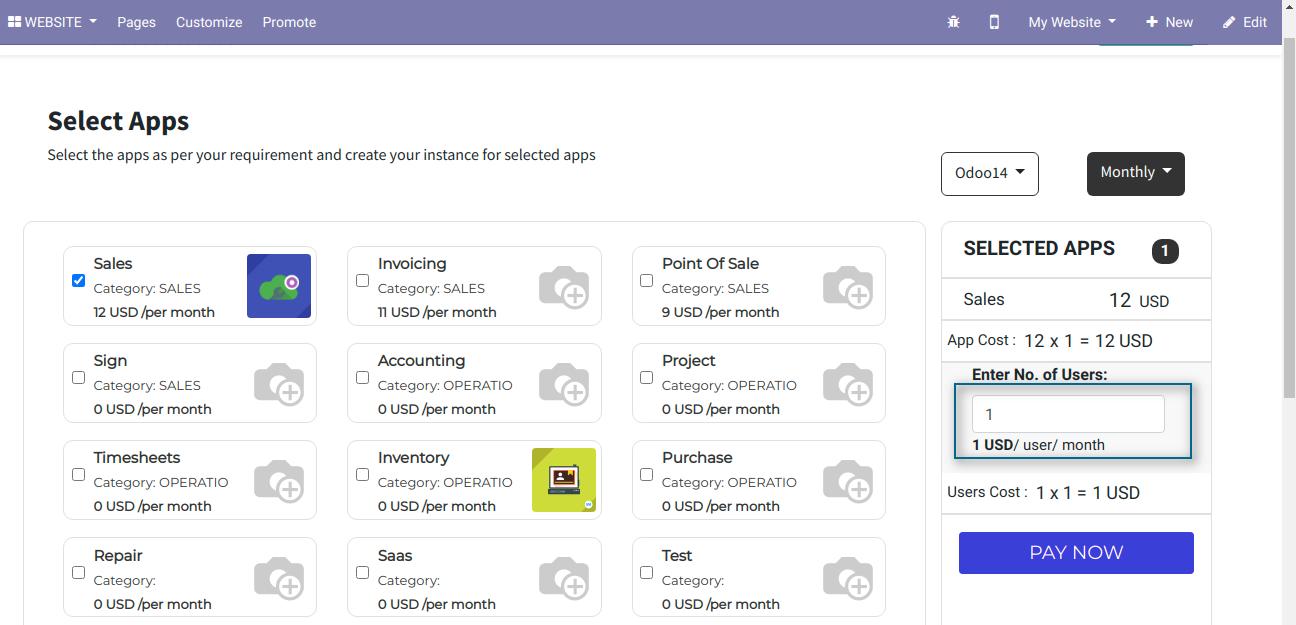 WEBSITE Pages Customize Promote My Website New Edit
Select Apps
Select the apps as per your requirement and create your instance for selected apps
Odoo14 Monthly
Sales
Category: SALES
12 USD /per month
Invoicing
Category: SALES
11 USD /per month
Point Of Sale
Category: SALES
9 USD /per month
Sign
Category: SALES
0 USD /per month
Accounting
Category: OPERATIO
0 USD /per month
Project
Category: OPERATIO
0 USD /per month
Timesheets
Category: OPERATIO
0 USD /per month
Inventory
Category: OPERATIO
0 USD /per month
Purchase
Category: OPERATIO
0 USD /per month
Repair
Category:
0 USD /per month
Saas
Category:
0 USD /per month
Test
Category:
0 USD /per month
SELECTED APPS 1
Sales 12 USD
App Cost : 12 x 1 = 12 USD
Enter No. of Users:
1
1 USD/ user/ month
Users Cost : 1 x 1 = 1 USD
PAY NOW